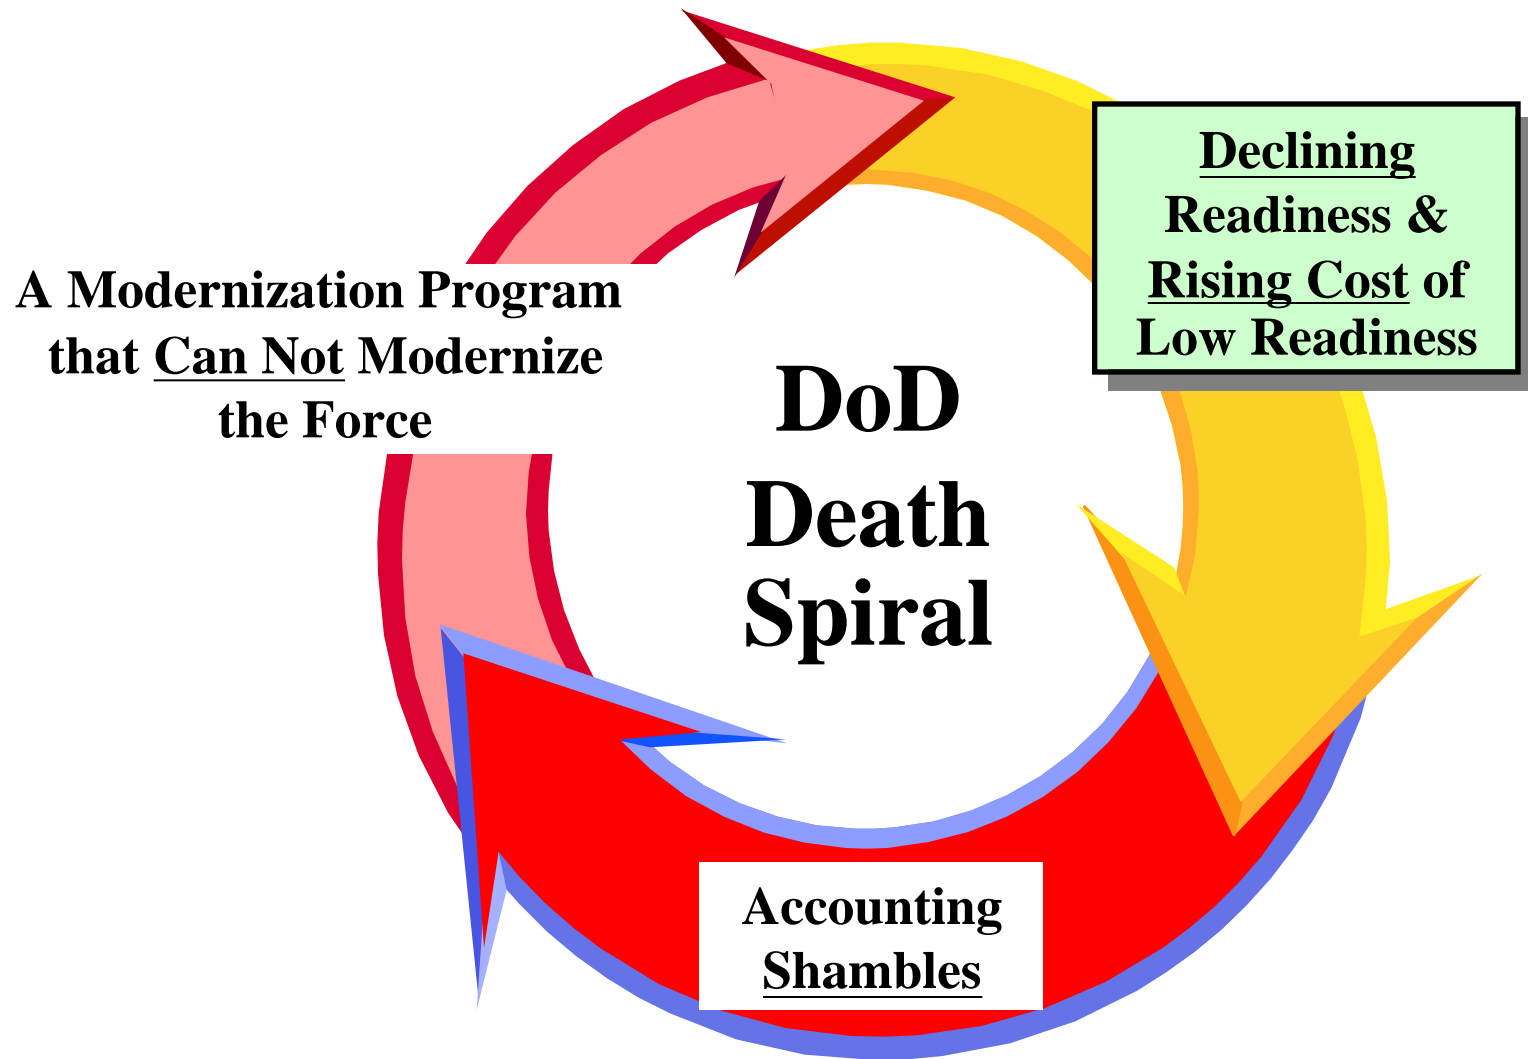 Declining
Readiness &
Rising Cost of
Low Readiness
A Modernization Program
that Can Not Modernize
the Force
DoD
Death
Spiral
Accounting
Shambles